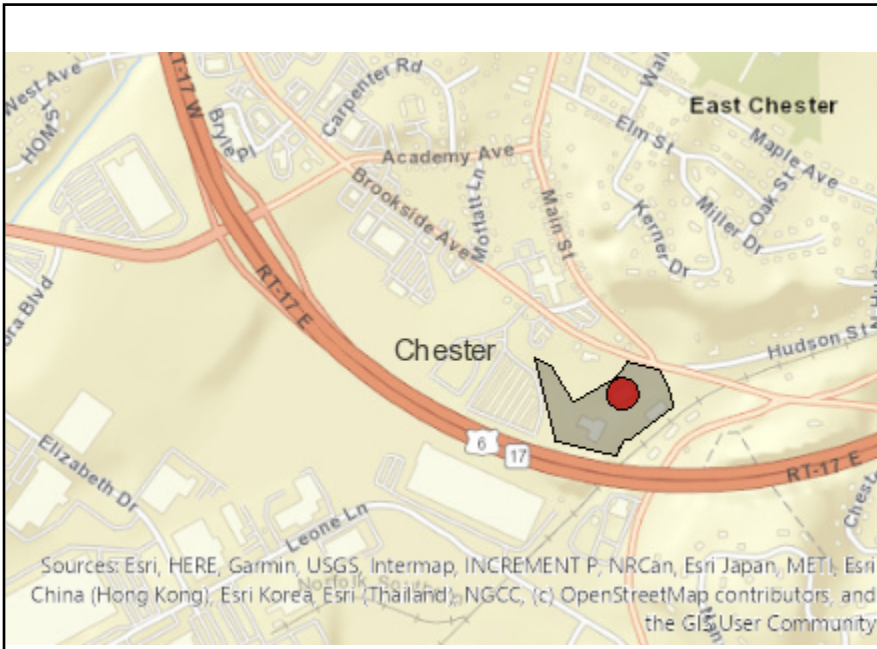 West Ave
HOM St
RT-17 W
Bryle Pl
Carpenter Rd
Academy Ave
Brookside Ave
Moffatt Ln
Main St
East Chester
Elm St
Maple Ave
Oak St
Miller Dr
Kerner Dr
RT-17 E
Chester
Hudson St
6
17
RT-17 E
Elizabeth Dr
Leone Ln
Sources: Esri, HERE, Garmin, USGS, Intermap, INCREMENT P, NRCan, Esri Japan, METI, Esri
China (Hong Kong), Esri Korea, Esri (Thailand), NGCC, (c) OpenStreetMap contributors, and
the GIS User Community